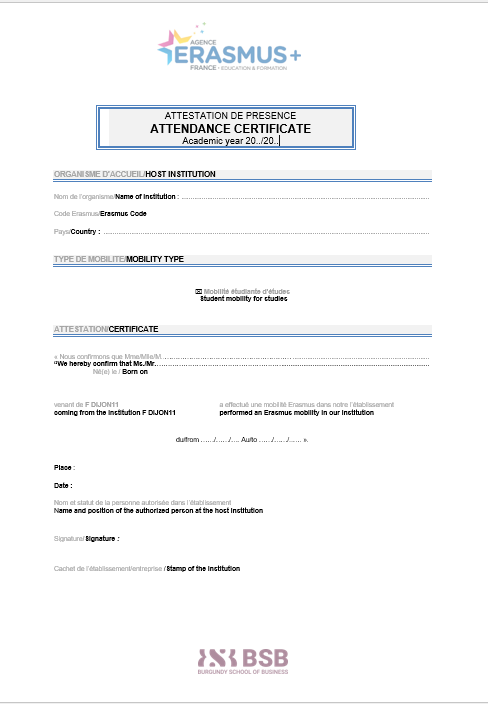 AGENCE
ERASMUS+
FRANCE • EDUCATION & FORMATION
ATTESTATION DE PRESENCE
ATTENDANCE CERTIFICATE
Academic year 20../20..
ORGANISME D'ACCUEIL/HOST INSTITUTION
Nom de l'organisme/Name of Institution : ........................................................................
Code Erasmus/Erasmus Code
Pays/Country : ........................................................................
TYPE DE MOBILITE/MOBILITY TYPE
☒ Mobilité étudiante d'études
Student mobility for studies
ATTESTATION/CERTIFICATE
« Nous confirmons que Mme/Mlle/M........................................................................
"We hereby confirm that Ms./Mr........................................................................
Né(e) le / Born on
venant de F DIJON11 a effectué une mobilité Erasmus dans notre l'établissement
coming from the institution F DIJON11 performed an Erasmus mobility in our institution
du/from ..…/..…/.… Au/to ..…/..…/..… ».
Place :
Date :
Nom et statut de la personne autorisée dans l'établissement
Name and position of the authorized person at the host institution
Signature/Signature :
Cachet de l'établissement/entreprise / Stamp of the institution
BSB
BURGUNDY SCHOOL OF BUSINESS